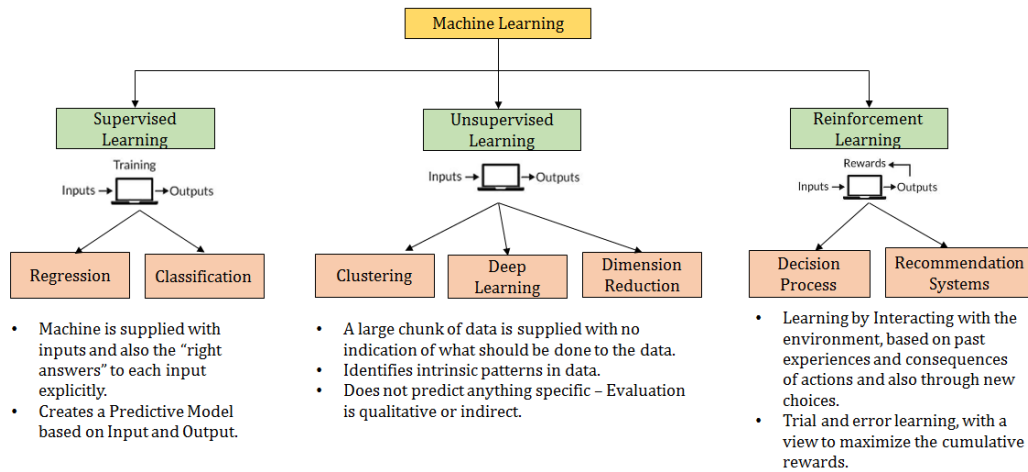 Machine Learning
Supervised
Learning
Training
Inputs
Outputs
Regression
Classification
• Machine is supplied with
inputs and also the “right
answers” to each input
explicitly.
• Creates a Predictive Model
based on Input and Output.
Unsupervised
Learning
Inputs
Outputs
Clustering
Deep
Learning
Dimension
Reduction
• A large chunk of data is supplied with no
indication of what should be done to the data.
• Identifies intrinsic patterns in data.
• Does not predict anything specific – Evaluation
is qualitative or indirect.
Reinforcement
Learning
Rewards
Inputs
Outputs
Decision
Process
Recommendation
Systems
• Learning by Interacting with the
environment, based on past
experiences and consequences
of actions and also through new
choices.
• Trial and error learning, with a
view to maximize the cumulative
rewards.